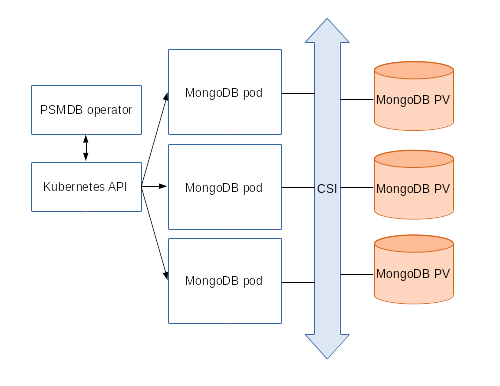 MongoDB pod
MongoDB PV
PSMDB operator
Kubernetes API
MongoDB pod
CSI
MongoDB PV
MongoDB pod
MongoDB PV